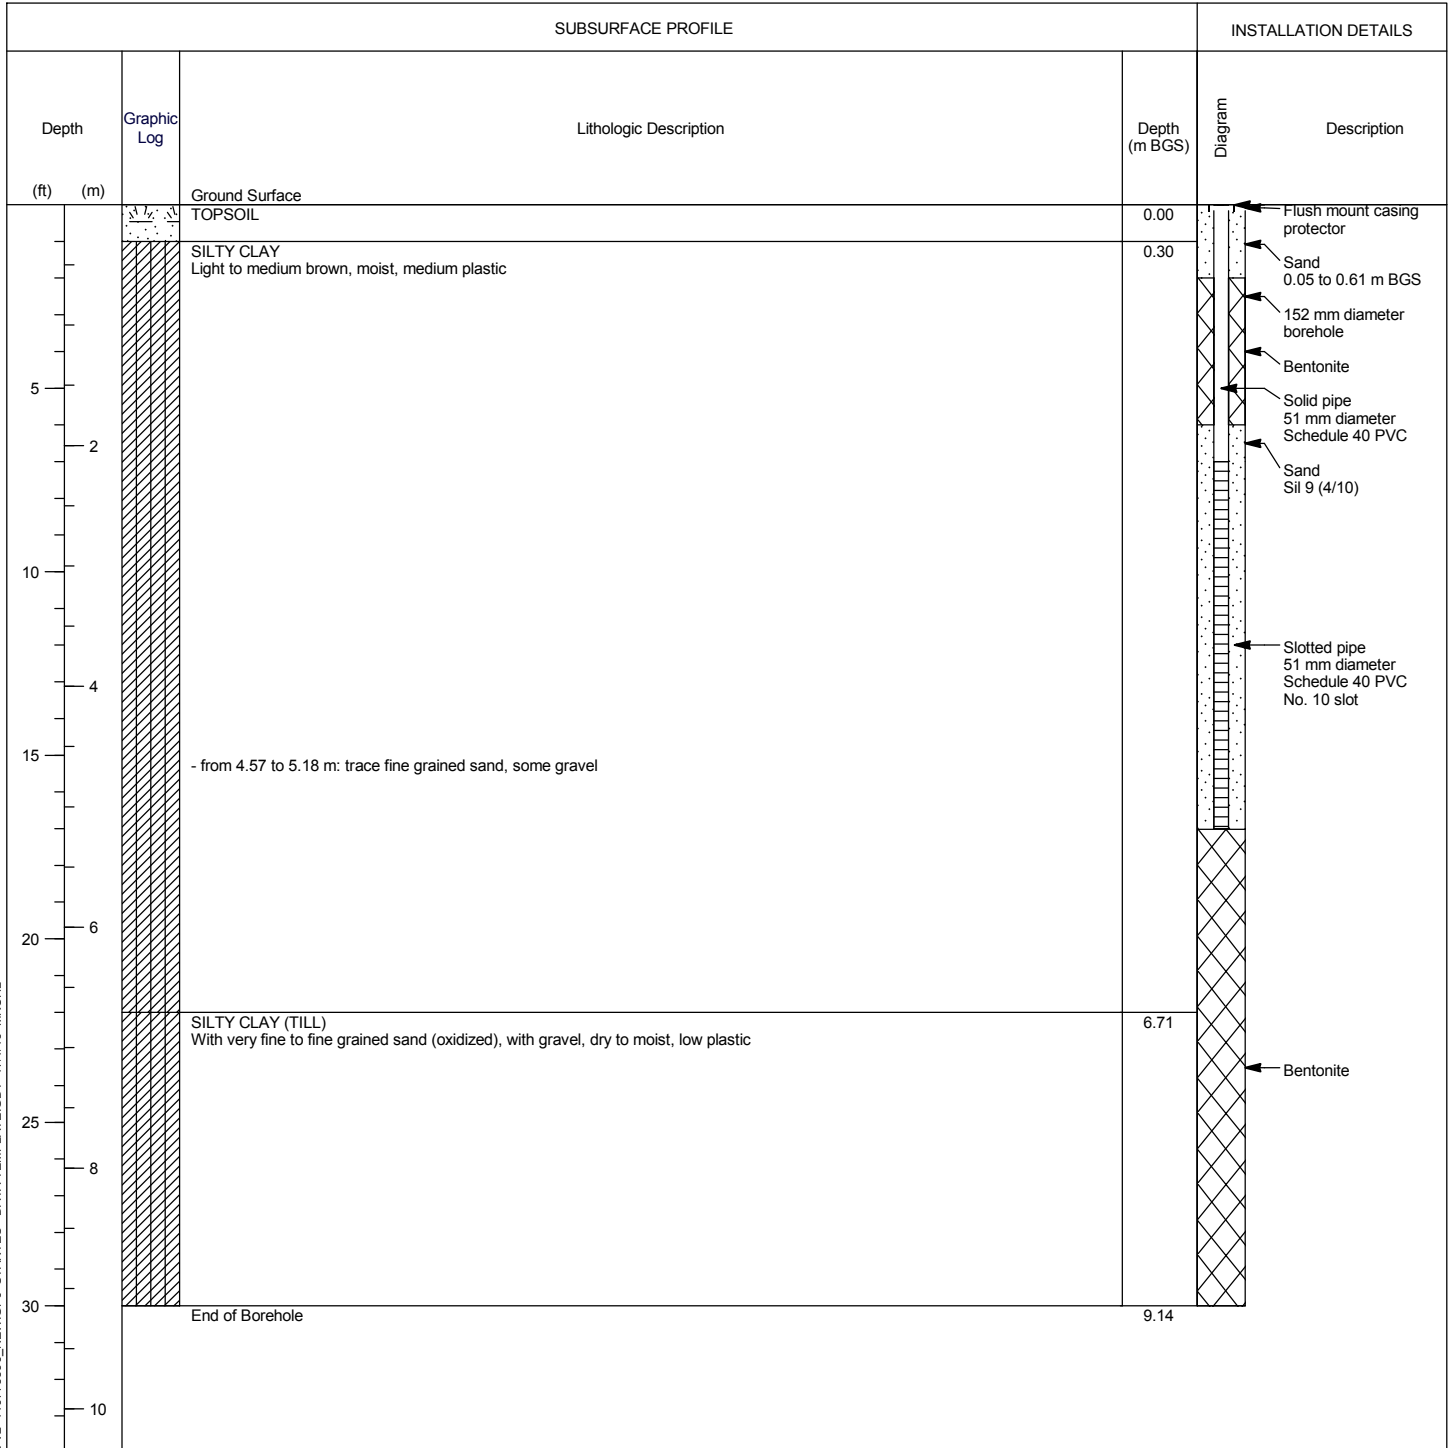 SUBSURFACE PROFILE
INSTALLATION DETAILS
Depth
Graphic
Log
Lithologic Description
Depth
(m BGS)
Diagram
Description
(ft)
(m)
Ground Surface
TOPSOIL
0.00
Flush mount casing
protector
SILTY CLAY
0.30
Light to medium brown, moist, medium plastic
Sand
0.05 to 0.61 m BGS
152 mm diameter
borehole
Bentonite
5
Solid pipe
51 mm diameter
Schedule 40 PVC
2
Sand
Sil 9 (4/10)
10
Slotted pipe
51 mm diameter
Schedule 40 PVC
No. 10 slot
4
15
- from 4.57 to 5.18 m: trace fine grained sand, some gravel
6
20
SILTY CLAY (TILL)
6.71
With very fine to fine grained sand (oxidized), with gravel, dry to moist, low plastic
Bentonite
25
8
30
End of Borehole
9.14
10